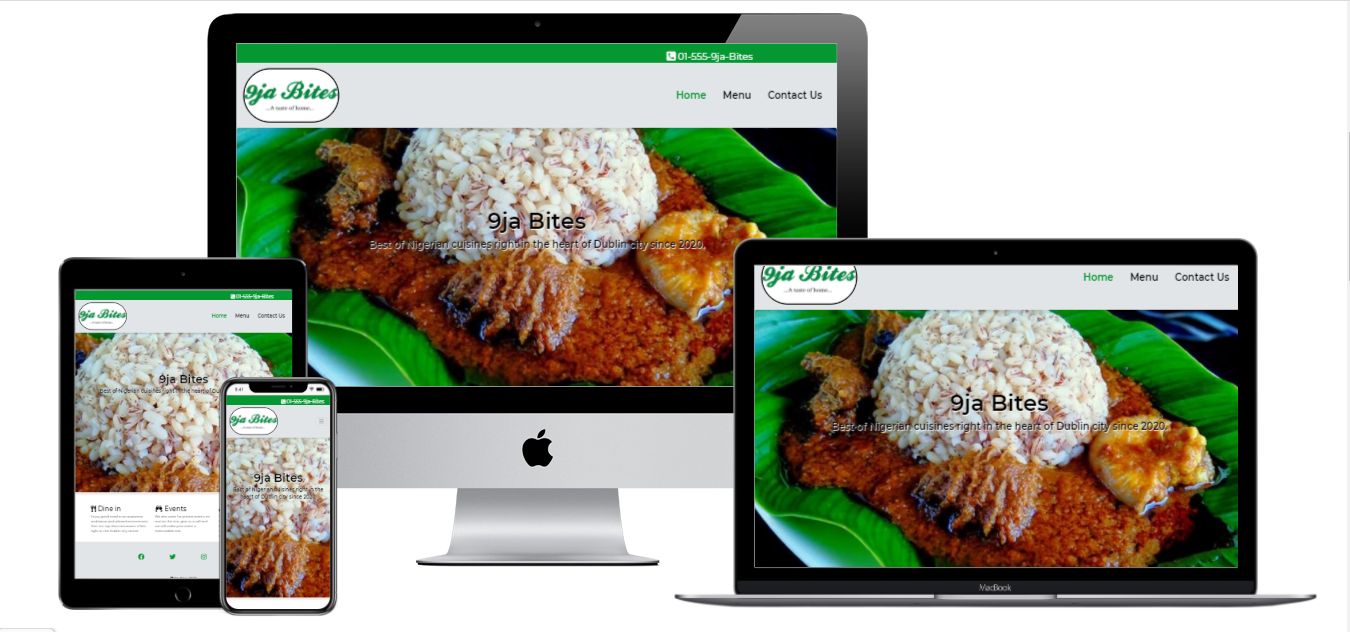 01-555-9ja-Bites
9ja Bites
...A taste of home...
Home Menu Contact Us
9ja Bites
Best of Nigerian cuisines right in the heart of Dublin city since 2020.
9ja Bites
...A taste of home...
Home Menu Contact Us
9ja Bites
Best of Nigerian cuisines right in the heart of Dublin city since 2020.
MacBook
01-555-9ja-Bites
9ja Bites
Home Menu Contact Us
9ja Bites
Best of Nigerian cuisines right in the heart of Du
Dine in Events
9:41
01-555-9ja-Bites
9ja Bites
9ja Bites
Best of Nigerian cuisines right in the
heart of Dublin city since 2020.